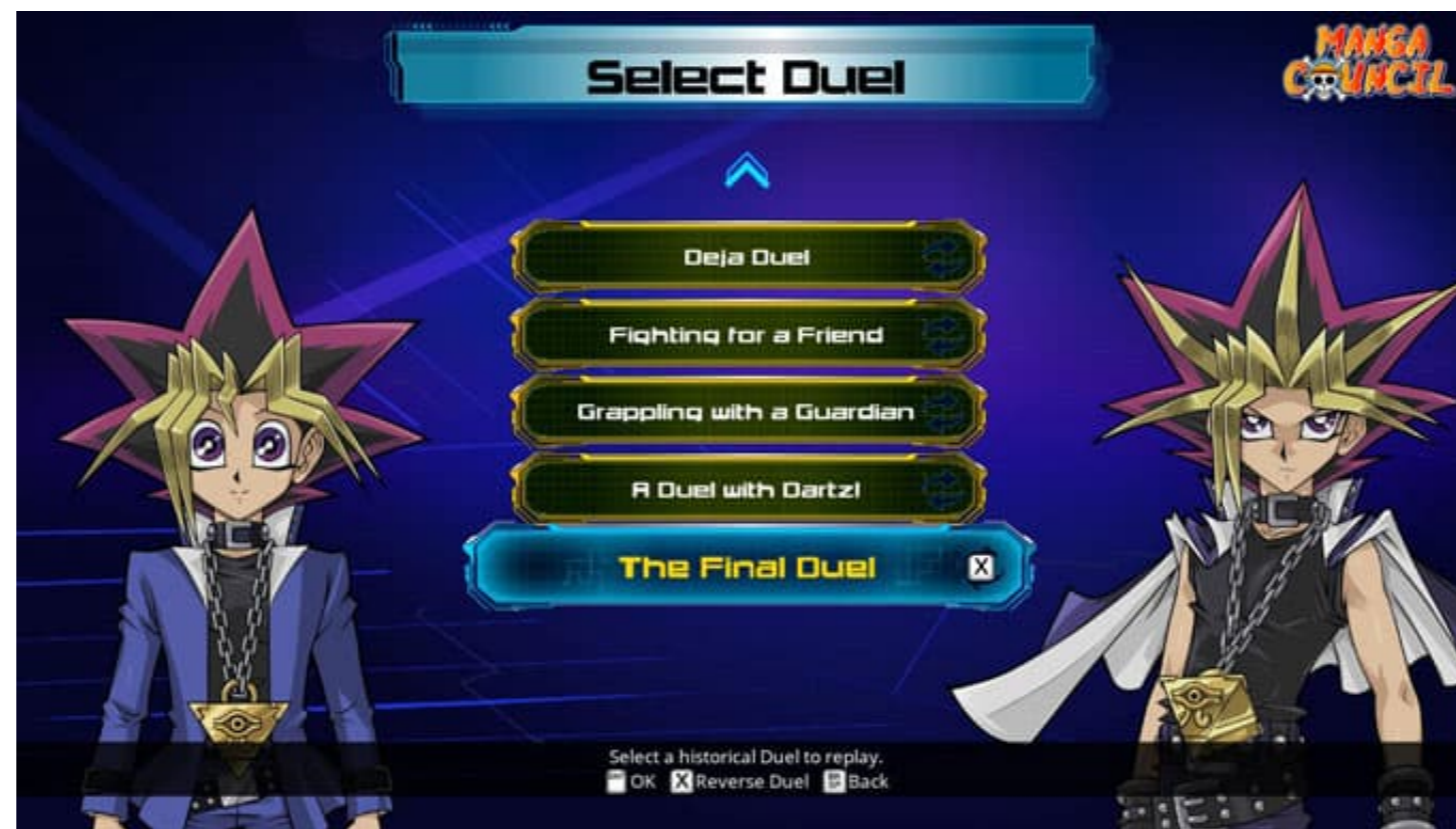 Select Duel
MANGA
COUNCIL
Deja Duel
Fighting for a Friend
Grappling with a Guardian
A Duel with Dartz!
The Final Duel X
Select a historical Duel to replay.
OK X Reverse Duel Back